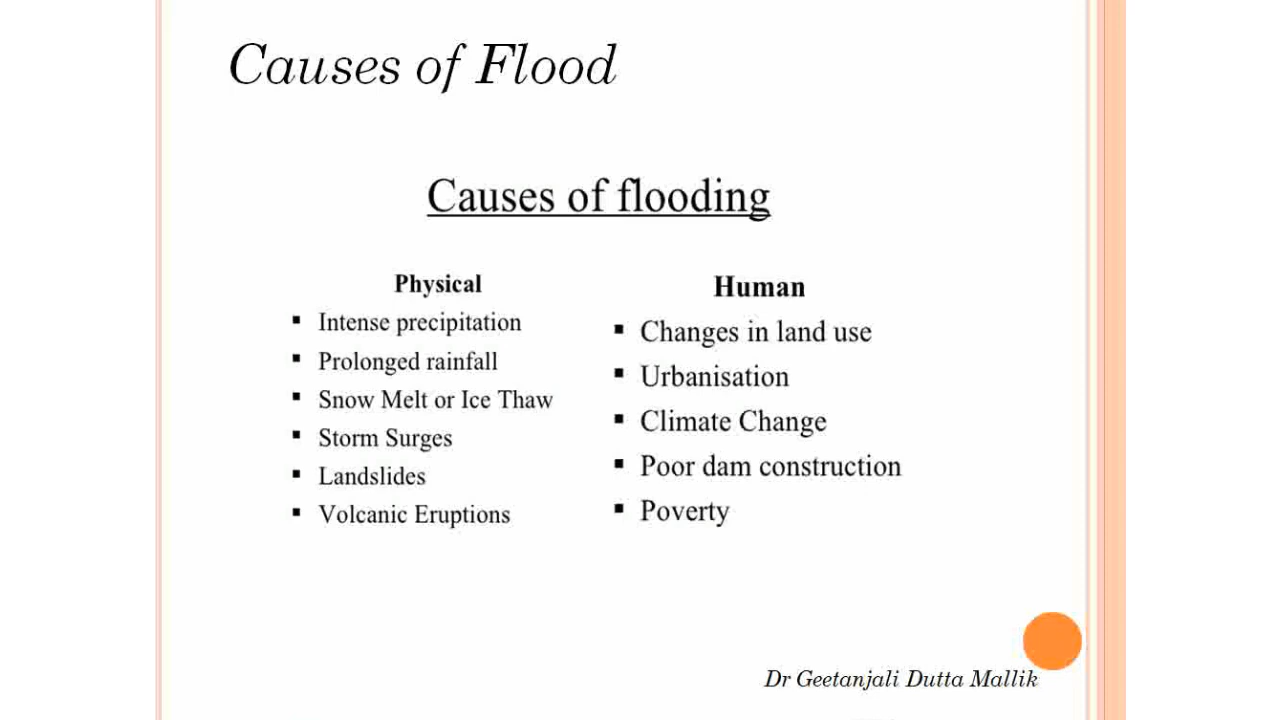 Causes of Flood
Causes of flooding
Physical
▪ Intense precipitation
▪ Prolonged rainfall
▪ Snow Melt or Ice Thaw
▪ Storm Surges
▪ Landslides
▪ Volcanic Eruptions
Human
▪ Changes in land use
▪ Urbanisation
▪ Climate Change
▪ Poor dam construction
▪ Poverty
Dr Geetanjali Dutta Mallik